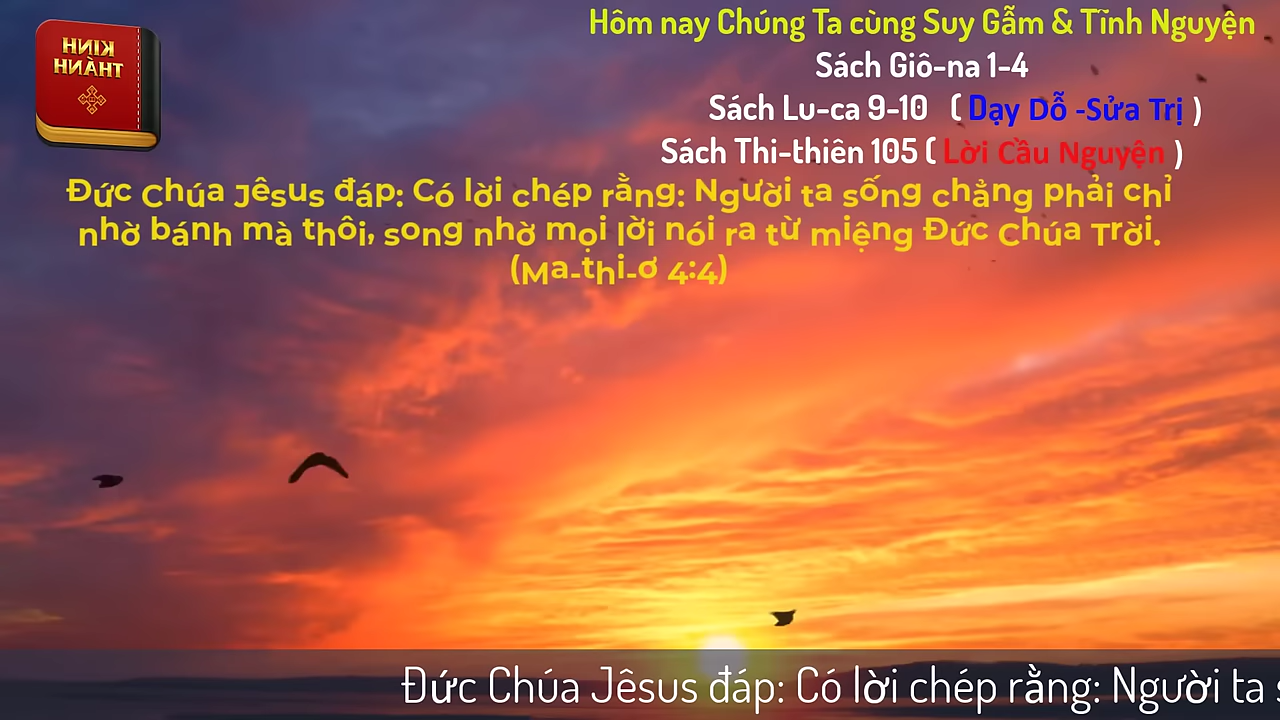 KINH
THÀNH
Hôm nay Chúng Ta cùng Suy Gẫm & Tĩnh Nguyện
Sách Giô-na 1-4
Sách Lu-ca 9-10 ( Dạy Dỗ -Sửa Trị )
Sách Thi-thiên 105 ( Lời Cầu Nguyện )
Đức Chúa Jêsus đáp: Có lời chép rằng: Người ta sống chẳng phải chỉ
nhờ bánh mà thôi, song nhờ mọi lời nói ra từ miệng Đức Chúa Trời.
(Ma-thi-ơ 4:4)
Đức Chúa Jêsus đáp: Có lời chép rằng: Người ta